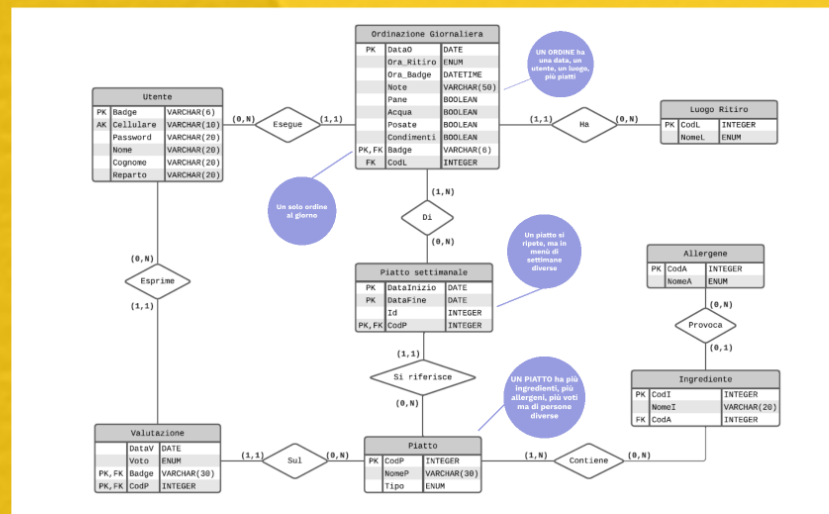 Ordinazione Giornaliera
PK DataO DATE
Ora_Ritiro ENUM
Ora_Badge DATETIME
Note VARCHAR(50)
Pane BOOLEAN
Acqua BOOLEAN
Posate BOOLEAN
Condimenti BOOLEAN
PK,FK Badge VARCHAR(6)
FK CodL INTEGER
UN ORDINE ha
una data, un
utente, un luogo,
più piatti
Utente
PK Badge VARCHAR(6)
AK Cellulare VARCHAR(10)
Password VARCHAR(20)
Nome VARCHAR(20)
Cognome VARCHAR(20)
Reparto VARCHAR(20)
(0,N)
Esegue
(1,1)
(1,1)
Ha
(0,N)
Luogo Ritiro
PK CodL INTEGER
NomeL ENUM
Un solo ordine
al giorno
(1,N)
Di
(0,N)
Un piatto si
ripete, ma in
menù di
settimane
diverse
(0,N)
Esprime
(1,1)
Piatto settimanale
PK DataInizio DATE
PK DataFine DATE
Id INTEGER
PK,FK CodP INTEGER
Allergene
PK CodA INTEGER
NomeA ENUM
(0,N)
Provoca
(0,1)
(1,1)
Si riferisce
(0,N)
UN PIATTO ha più
ingredienti, più
allergeni, più voti
ma di persone
diverse
Ingrediente
PK CodI INTEGER
NomeI VARCHAR(20)
FK CodA INTEGER
Valutazione
DataV DATE
Voto ENUM
PK,FK Badge VARCHAR(30)
PK,FK CodP INTEGER
(1,1)
Sul
(0,N)
Piatto
PK CodP INTEGER
NomeP VARCHAR(30)
Tipo ENUM
(1,N)
Contiene
(0,N)